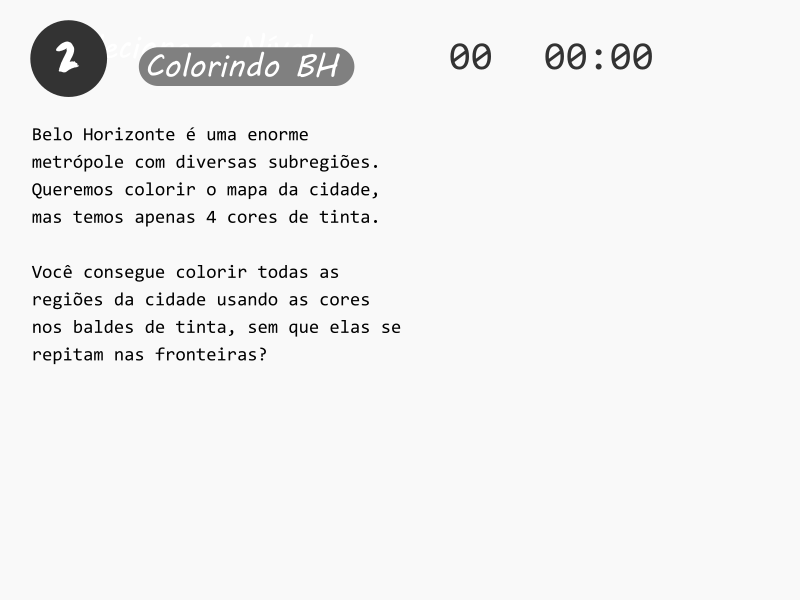 2
Colorindo BH
00 00:00
Belo Horizonte é uma enorme
metrópole com diversas subregiões.
Queremos colorir o mapa da cidade,
mas temos apenas 4 cores de tinta.
Você consegue colorir todas as
regiões da cidade usando as cores
nos baldes de tinta, sem que elas se
repitam nas fronteiras?